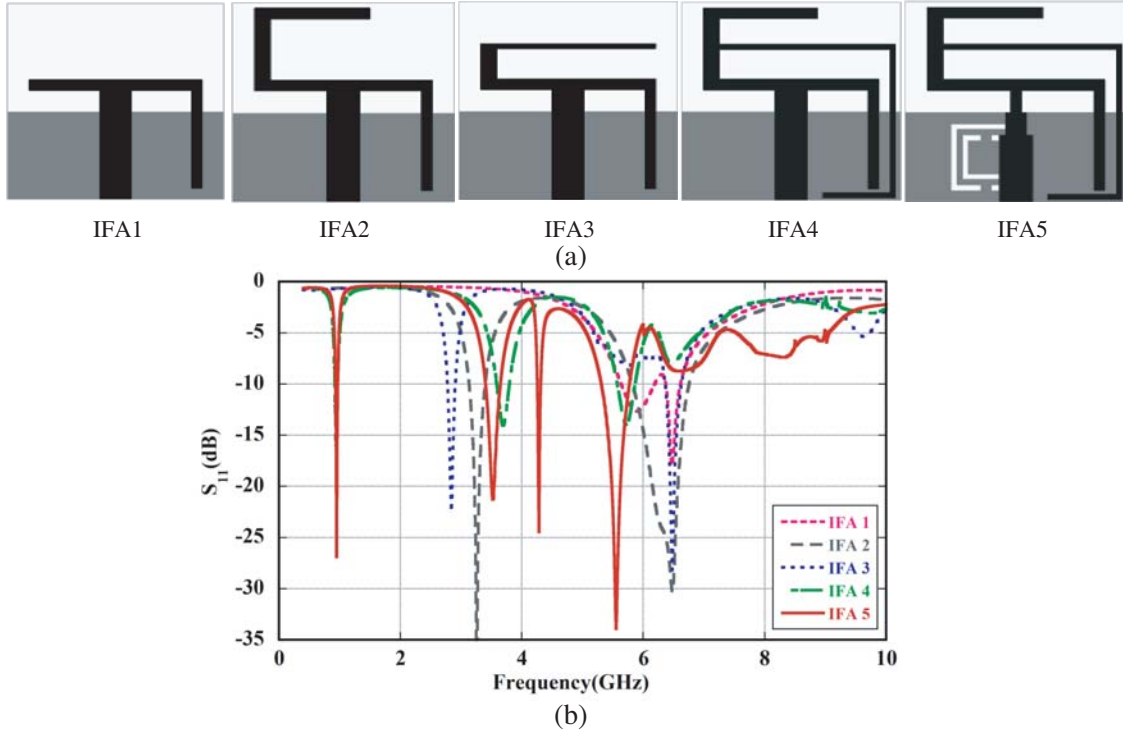 IFA1 IFA2 IFA3 IFA4 IFA5
(a)
0
-5
-10
-15
-20
-25
-30
-35
S11(dB)
IFA 1
IFA 2
IFA 3
IFA 4
IFA 5
0 2 4 6 8 10
Frequency(GHz)
(b)